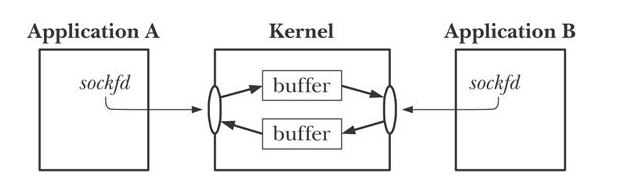 Application A
Kernel
Application B
sockfd
buffer
sockfd
buffer